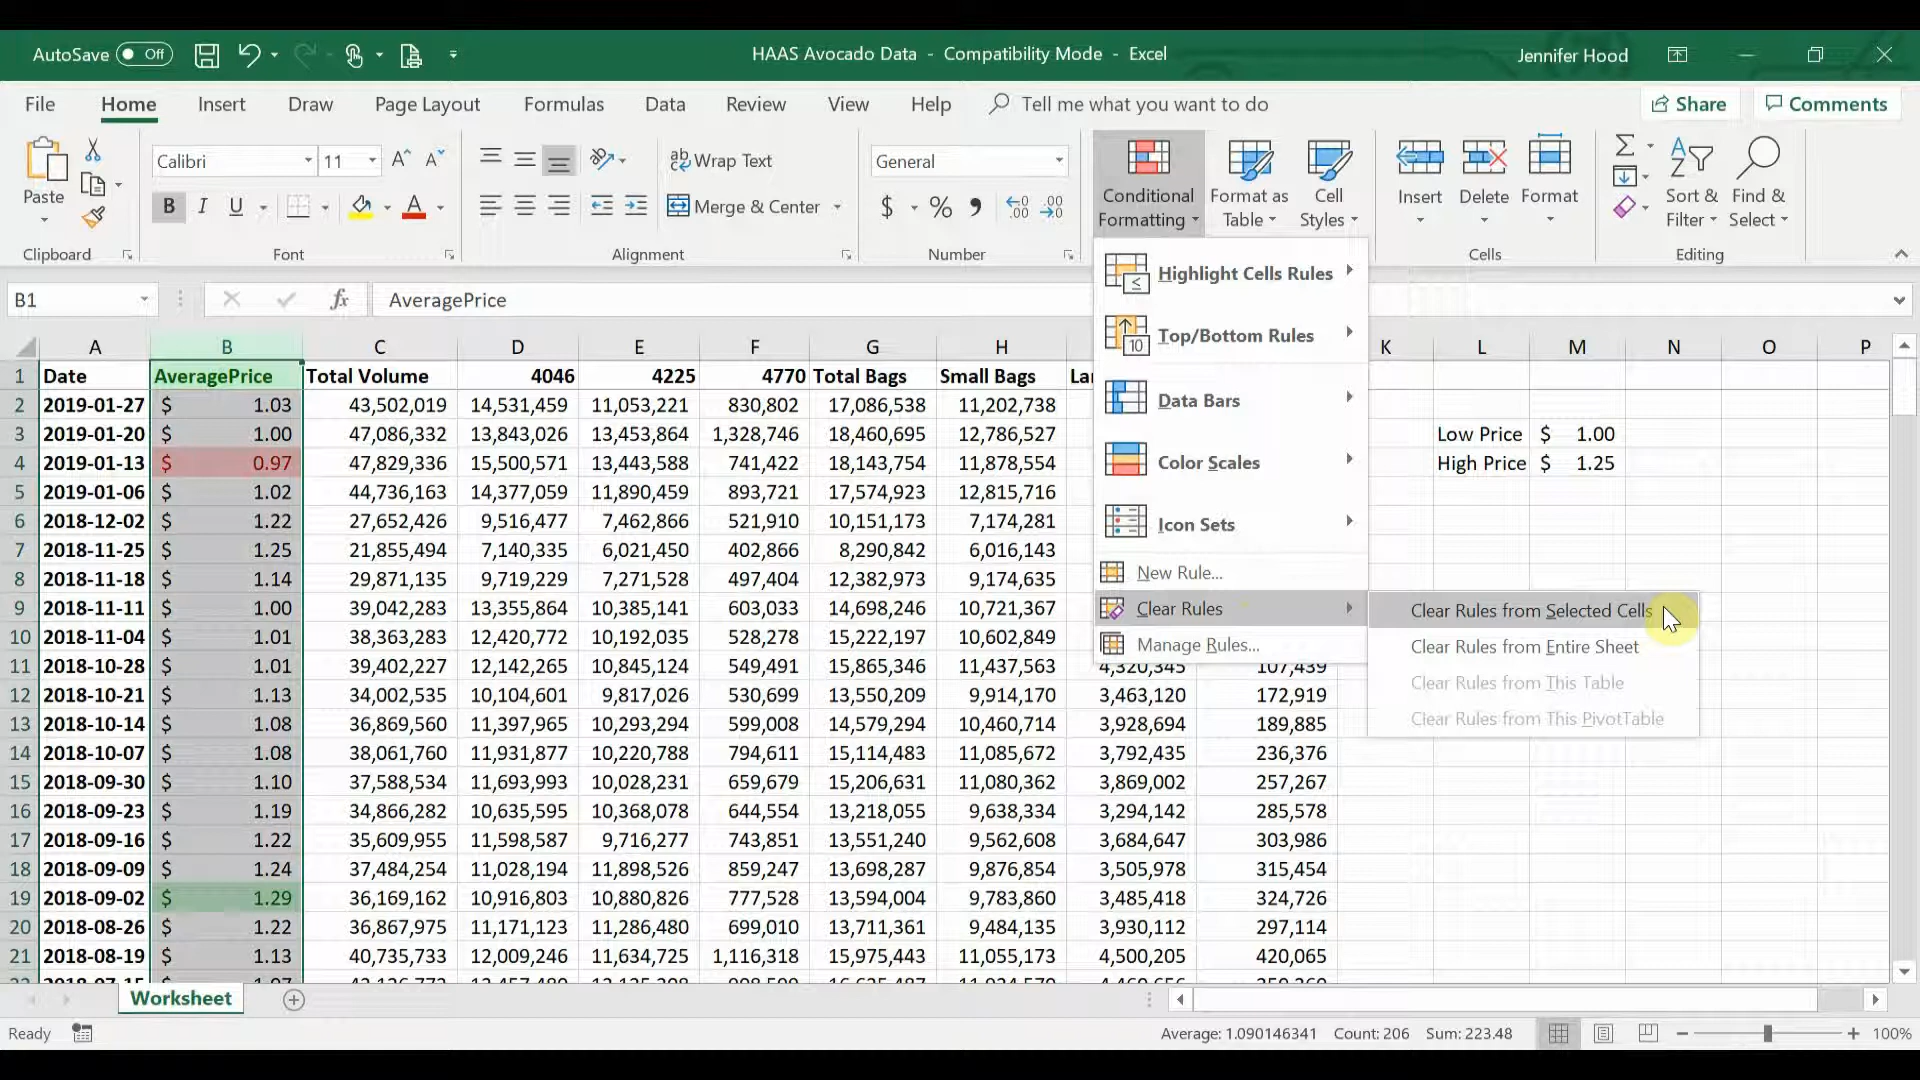 AutoSave Off HAAS Avocado Data - Compatibility Mode - Excel Jennifer Hood
File Home Insert Draw Page Layout Formulas Data Review View Help Tell me what you want to do Share Comments
Paste Calibri 11 Wrap Text General Conditional Formatting Format as Table Cell Styles Insert Delete Format Sort & Filter Find & Select
B I U Merge & Center $ % ,
Clipboard Font Alignment Number Cells Editing
B1 fx AveragePrice
A B C D E F G H K L M N O P
1 Date AveragePrice Total Volume 4046 4225 4770 Total Bags Small Bags La
2 2019-01-27 $ 1.03 43,502,019 14,531,459 11,053,221 830,802 17,086,538 11,202,738
3 2019-01-20 $ 1.00 47,086,332 13,843,026 13,453,864 1,328,746 18,460,695 12,786,527 Low Price $ 1.00
4 2019-01-13 $ 0.97 47,829,336 15,500,571 13,443,588 741,422 18,143,754 11,878,554 High Price $ 1.25
5 2019-01-06 $ 1.02 44,736,163 14,377,059 11,890,459 893,721 17,574,923 12,815,716
6 2018-12-02 $ 1.22 27,652,426 9,516,477 7,462,866 521,910 10,151,173 7,174,281
7 2018-11-25 $ 1.25 21,855,494 7,140,335 6,021,450 402,866 8,290,842 6,016,143
8 2018-11-18 $ 1.14 29,871,135 9,719,229 7,271,528 497,404 12,382,973 9,174,635
9 2018-11-11 $ 1.00 39,042,283 13,355,864 10,385,141 603,033 14,698,246 10,721,367
10 2018-11-04 $ 1.01 38,363,283 12,420,772 10,192,035 528,278 15,222,197 10,602,849
11 2018-10-28 $ 1.01 39,402,227 12,142,265 10,845,124 549,491 15,865,346 11,437,563 4,320,345 107,439
12 2018-10-21 $ 1.13 34,002,535 10,104,601 9,817,026 530,699 13,550,209 9,914,170 3,463,120 172,919
13 2018-10-14 $ 1.08 36,869,560 11,397,965 10,293,294 599,008 14,579,294 10,460,714 3,928,694 189,885
14 2018-10-07 $ 1.08 38,061,760 11,931,877 10,220,788 794,611 15,114,483 11,085,672 3,792,435 236,376
15 2018-09-30 $ 1.10 37,588,534 11,693,993 10,028,231 659,679 15,206,631 11,080,362 3,869,002 257,267
16 2018-09-23 $ 1.19 34,866,282 10,635,595 10,368,078 644,554 13,218,055 9,638,334 3,294,142 285,578
17 2018-09-16 $ 1.22 35,609,955 11,598,587 9,716,277 743,851 13,551,240 9,562,608 3,684,647 303,986
18 2018-09-09 $ 1.24 37,484,254 11,028,194 11,898,526 859,247 13,698,287 9,876,854 3,505,978 315,454
19 2018-09-02 $ 1.29 36,169,162 10,916,803 10,880,826 777,528 13,594,004 9,783,860 3,485,418 324,726
20 2018-08-26 $ 1.22 36,867,975 11,171,123 11,286,480 699,010 13,711,361 9,484,135 3,930,112 297,114
21 2018-08-19 $ 1.13 40,735,733 12,009,246 11,634,725 1,116,318 15,975,443 11,055,173 4,500,205 420,065
Highlight Cells Rules
Top/Bottom Rules
Data Bars
Color Scales
Icon Sets
New Rule...
Clear Rules
Manage Rules...
Clear Rules from Selected Cells
Clear Rules from Entire Sheet
Clear Rules from This Table
Clear Rules from This PivotTable
Worksheet
Ready Average: 1.090146341 Count: 206 Sum: 223.48 100%